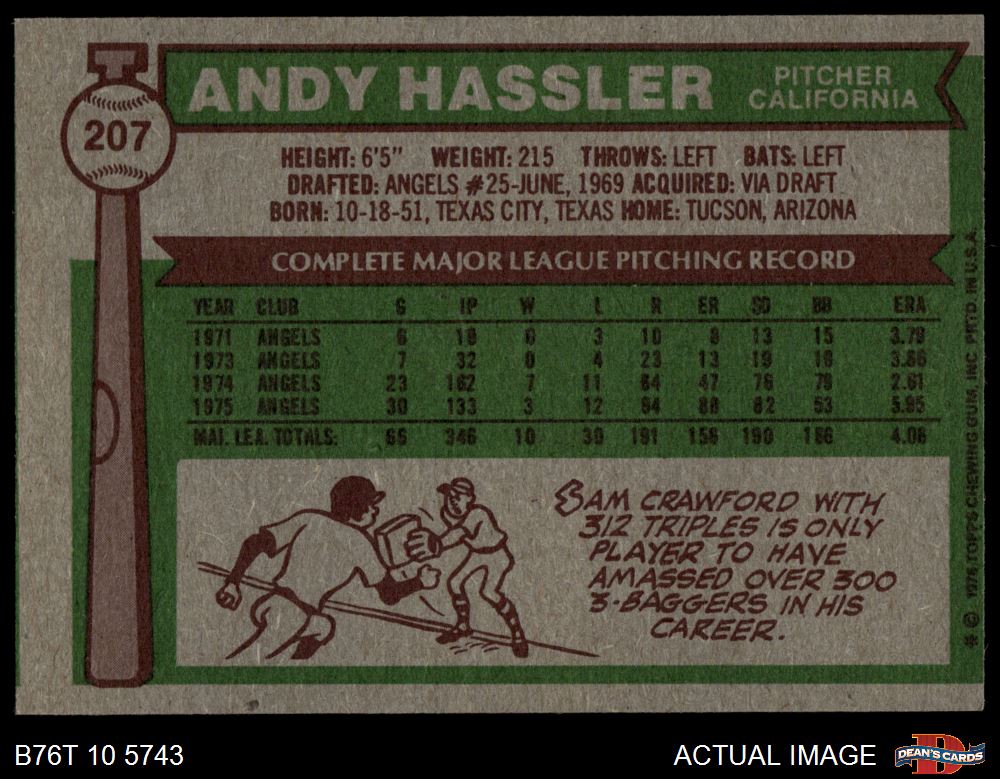 207
ANDY HASSLER
PITCHER
CALIFORNIA
HEIGHT: 6'5" WEIGHT: 215 THROWS: LEFT BATS: LEFT
DRAFTED: ANGELS #25-JUNE, 1969 ACQUIRED: VIA DRAFT
BORN: 10-18-51, TEXAS CITY, TEXAS HOME: TUCSON, ARIZONA
COMPLETE MAJOR LEAGUE PITCHING RECORD
YEAR CLUB G IP W L R ER SO BB ERA
1971 ANGELS 6 19 0 3 10 8 13 15 3.79
1973 ANGELS 7 32 0 4 23 13 19 19 3.66
1974 ANGELS 23 162 7 11 64 47 76 79 2.61
1975 ANGELS 30 133 3 12 94 88 82 53 5.95
MAJ. LEA. TOTALS: 66 346 10 30 191 156 190 166 4.06
SAM CRAWFORD WITH
312 TRIPLES IS ONLY
PLAYER TO HAVE
AMASSED OVER 300
3-BAGGERS IN HIS
CAREER.
* © 1976 TOPPS CHEWING GUM, INC. PRTD. IN U.S.A.
B76T 10 5743
ACTUAL IMAGE
D
DEAN'S CARDS